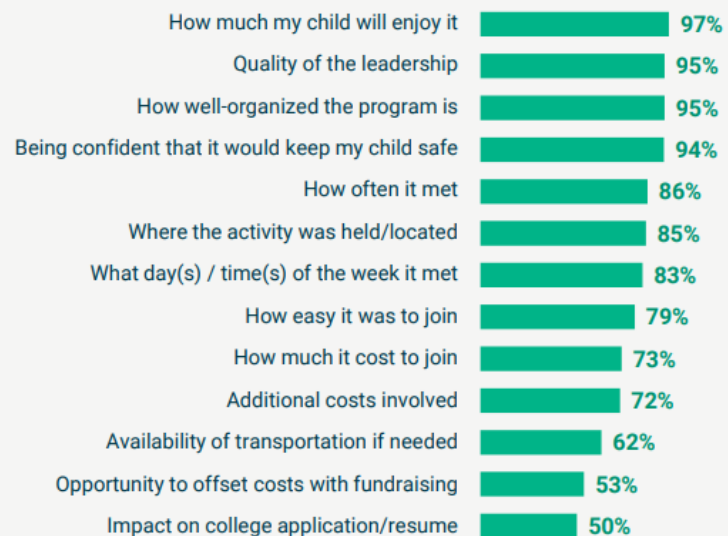 How much my child will enjoy it 97%
Quality of the leadership 95%
How well-organized the program is 95%
Being confident that it would keep my child safe 94%
How often it met 86%
Where the activity was held/located 85%
What day(s) / time(s) of the week it met 83%
How easy it was to join 79%
How much it cost to join 73%
Additional costs involved 72%
Availability of transportation if needed 62%
Opportunity to offset costs with fundraising 53%
Impact on college application/resume 50%